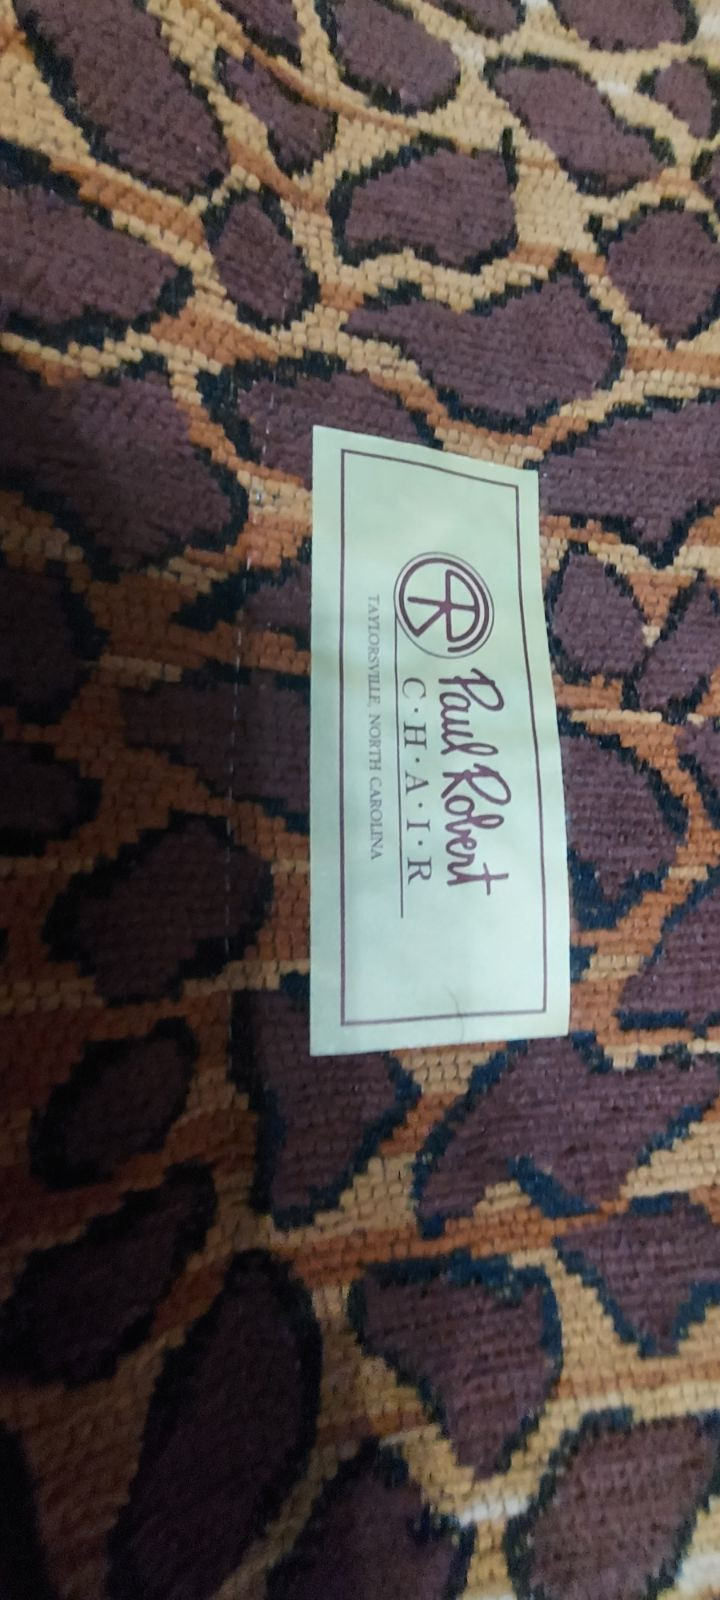 Paul Robert
C·H·A·I·R
TAYLORSVILLE, NORTH CAROLINA